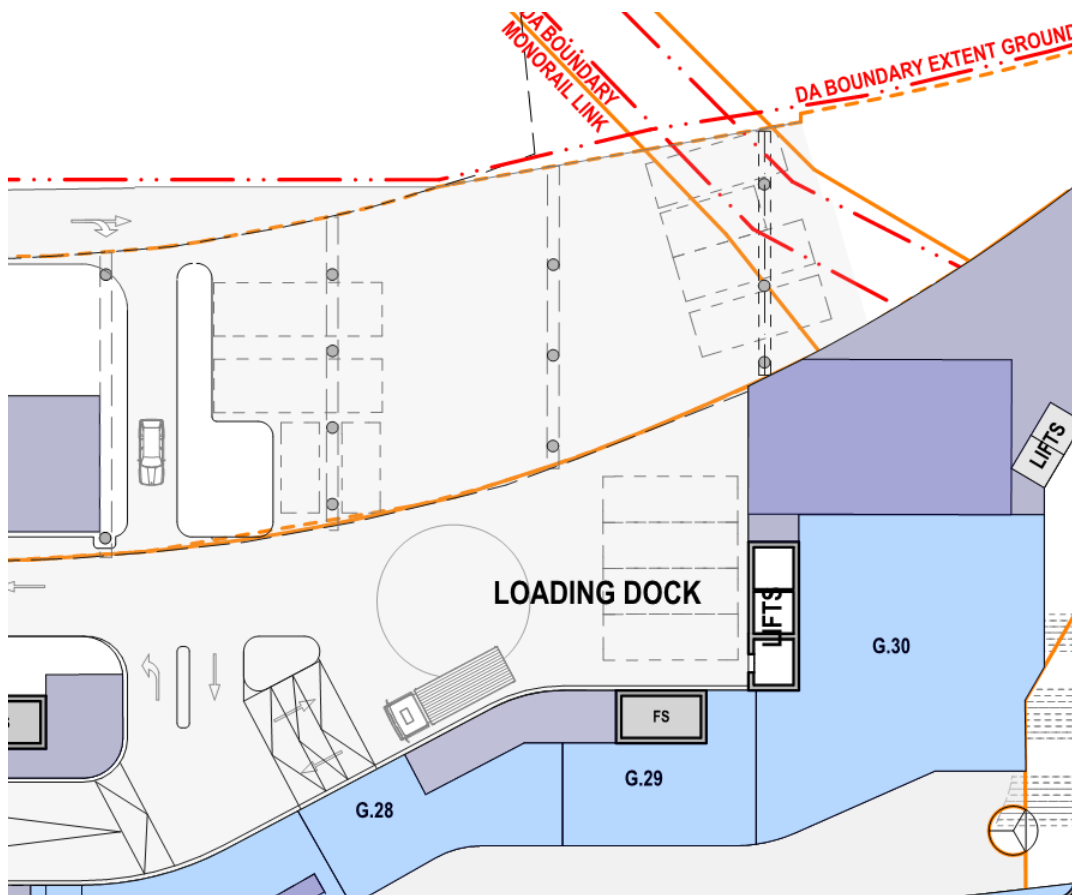 DA BOUNDARY
MONORAIL LINK
DA BOUNDARY EXTENT GROUND
LIFTS
LOADING DOCK
LIFTS
G.30
FS
G.29
G.28